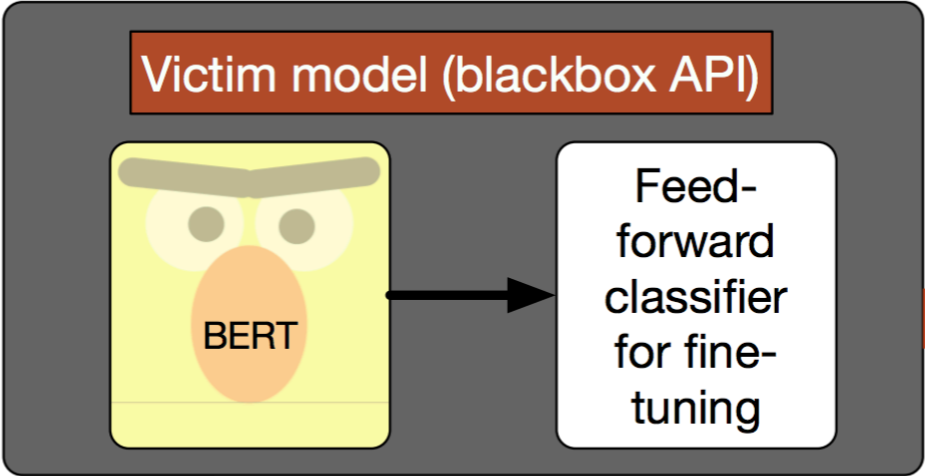 Victim model (blackbox API)
BERT
Feed-
forward
classifier
for fine-
tuning